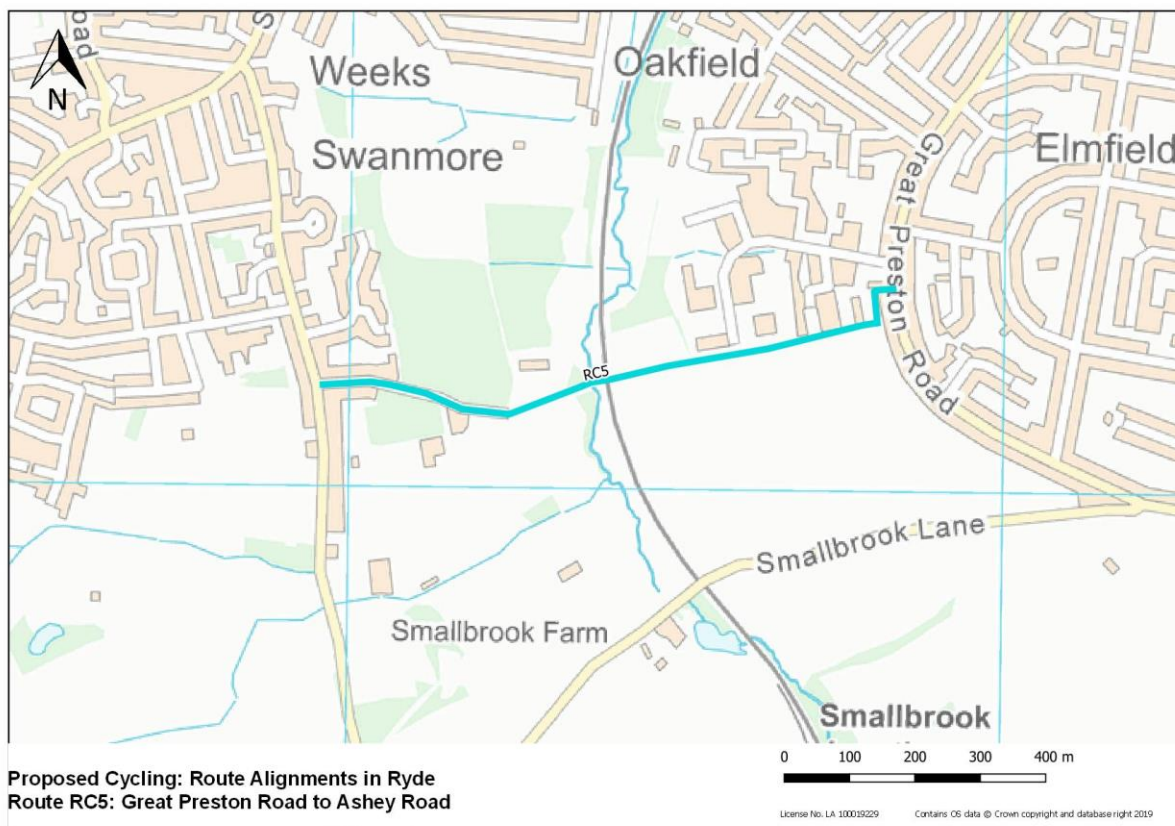 oad
S
N
Weeks
Oakfield
Swanmore
Elmfield
Great Preston Road
RC5
Smallbrook Lane
Smallbrook Farm
Smallbrook
Proposed Cycling: Route Alignments in Ryde
Route RC5: Great Preston Road to Ashey Road
0 100 200 300 400 m
License No. LA 100019229
Contains OS data @ Crown copyright and database right 2019